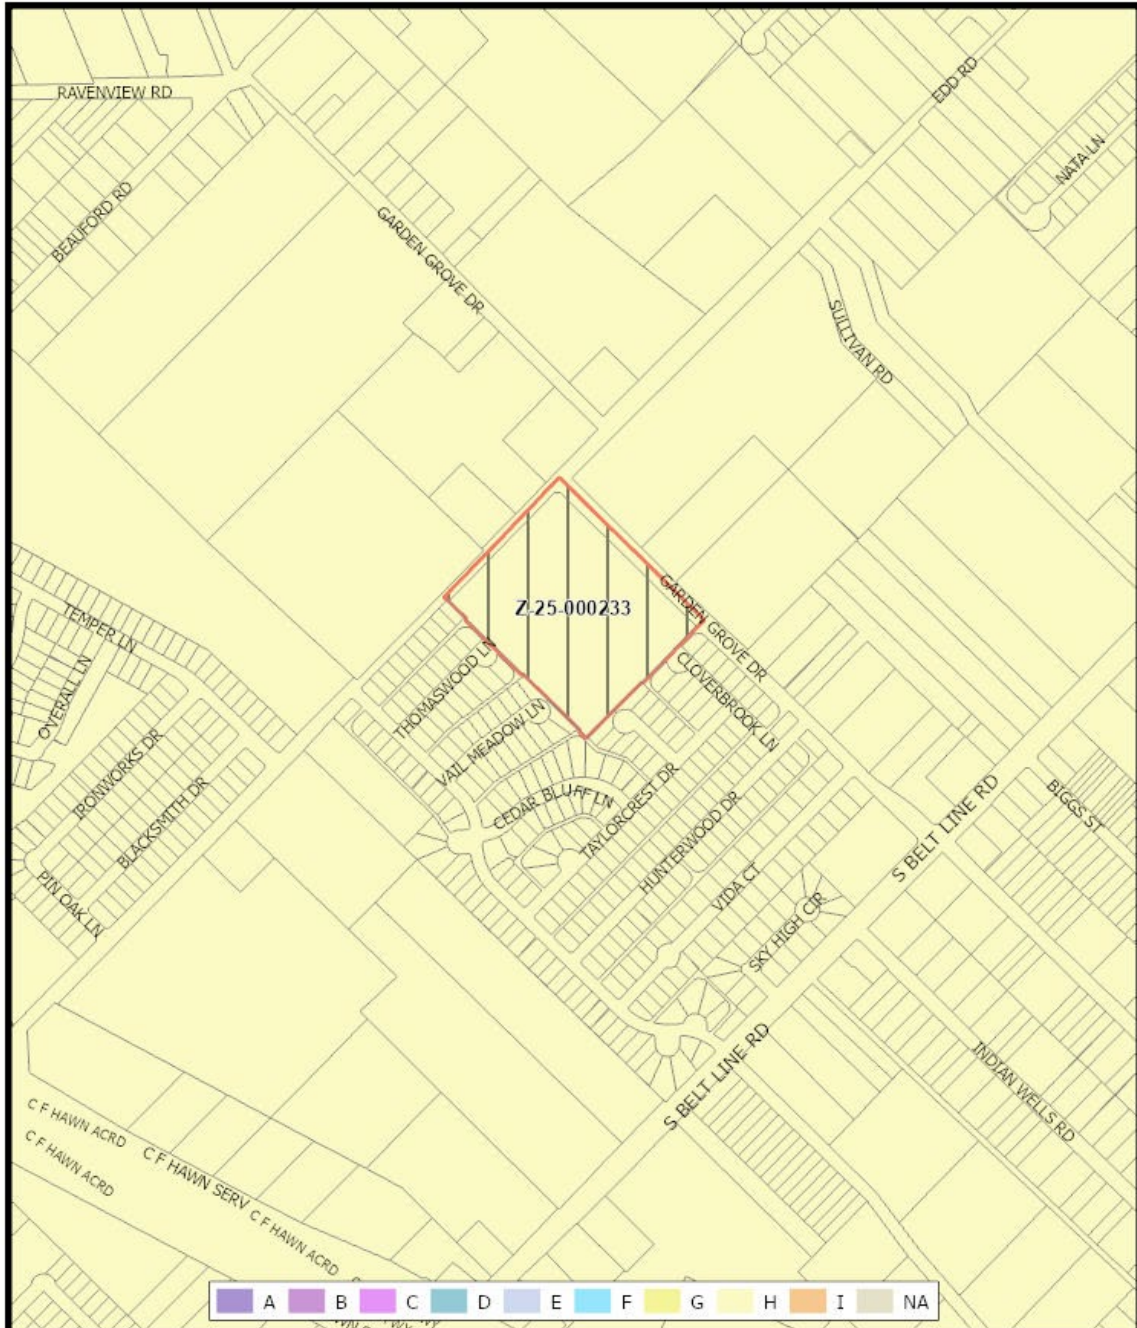 RAVENVIEW RD
EDD RD
NATA LN
BEAUFORD RD
GARDEN GROVE DR
SULLIVAN RD
Z-25-000233
GARDEN GROVE DR
TEMPER LN
OVERALL LN
THOMASWOOD LN
CLOVERBROOK LN
VAIL MEADOW LN
IRONWORKS DR
BLACKSMITH DR
CEDAR BLUFF LN
TAYLORCREST DR
HUNTERWOOD DR
S BELT LINE RD
BIGGS ST
PIN OAK LN
VIDA CT
SKY HIGH CIR
S BELT LINE RD
INDIAN WELLS RD
C F HAWN ACRD
C F HAWN ACRD
C F HAWN SERV
C F HAWN ACRD
A B C D E F G H I NA